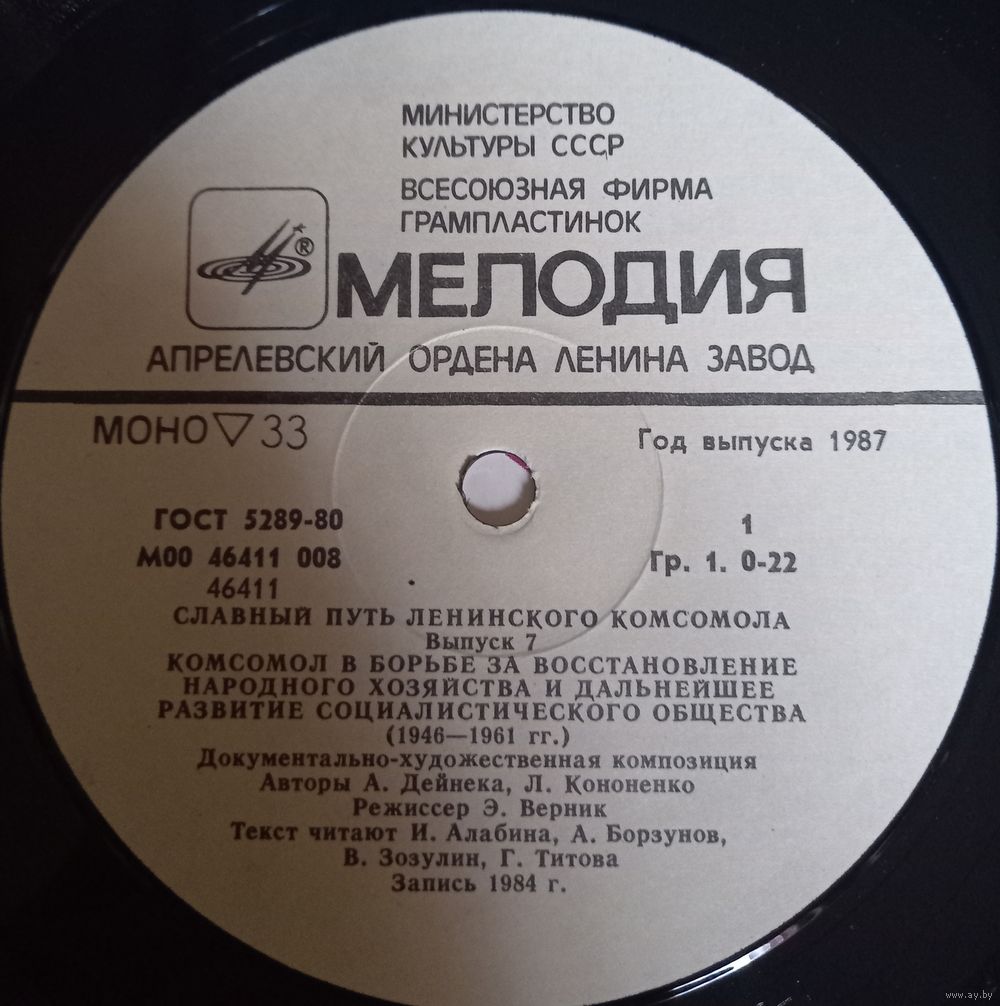 МИНИСТЕРСТВО
КУЛЬТУРЫ СССР
ВСЕСОЮЗНАЯ ФИРМА
ГРАМПЛАСТИНОК
®
МЕЛОДИЯ
АПРЕЛЕВСКИЙ ОРДЕНА ЛЕНИНА ЗАВОД
МОНО ▽ 33
Год выпуска 1987
ГОСТ 5289-80
1
М00 46411 008
Гр. 1. 0-22
46411
СЛАВНЫЙ ПУТЬ ЛЕНИНСКОГО КОМСОМОЛА
Выпуск 7
КОМСОМОЛ В БОРЬБЕ ЗА ВОССТАНОВЛЕНИЕ
НАРОДНОГО ХОЗЯЙСТВА И ДАЛЬНЕЙШЕЕ
РАЗВИТИЕ СОЦИАЛИСТИЧЕСКОГО ОБЩЕСТВА
(1946—1961 гг.)
Документально-художественная композиция
Авторы А. Дейнека, Л. Кононенко
Режиссер Э. Верник
Текст читают И. Алабина, А. Борзунов,
В. Зозулин, Г. Титова
Запись 1984 г.
www.ay.by